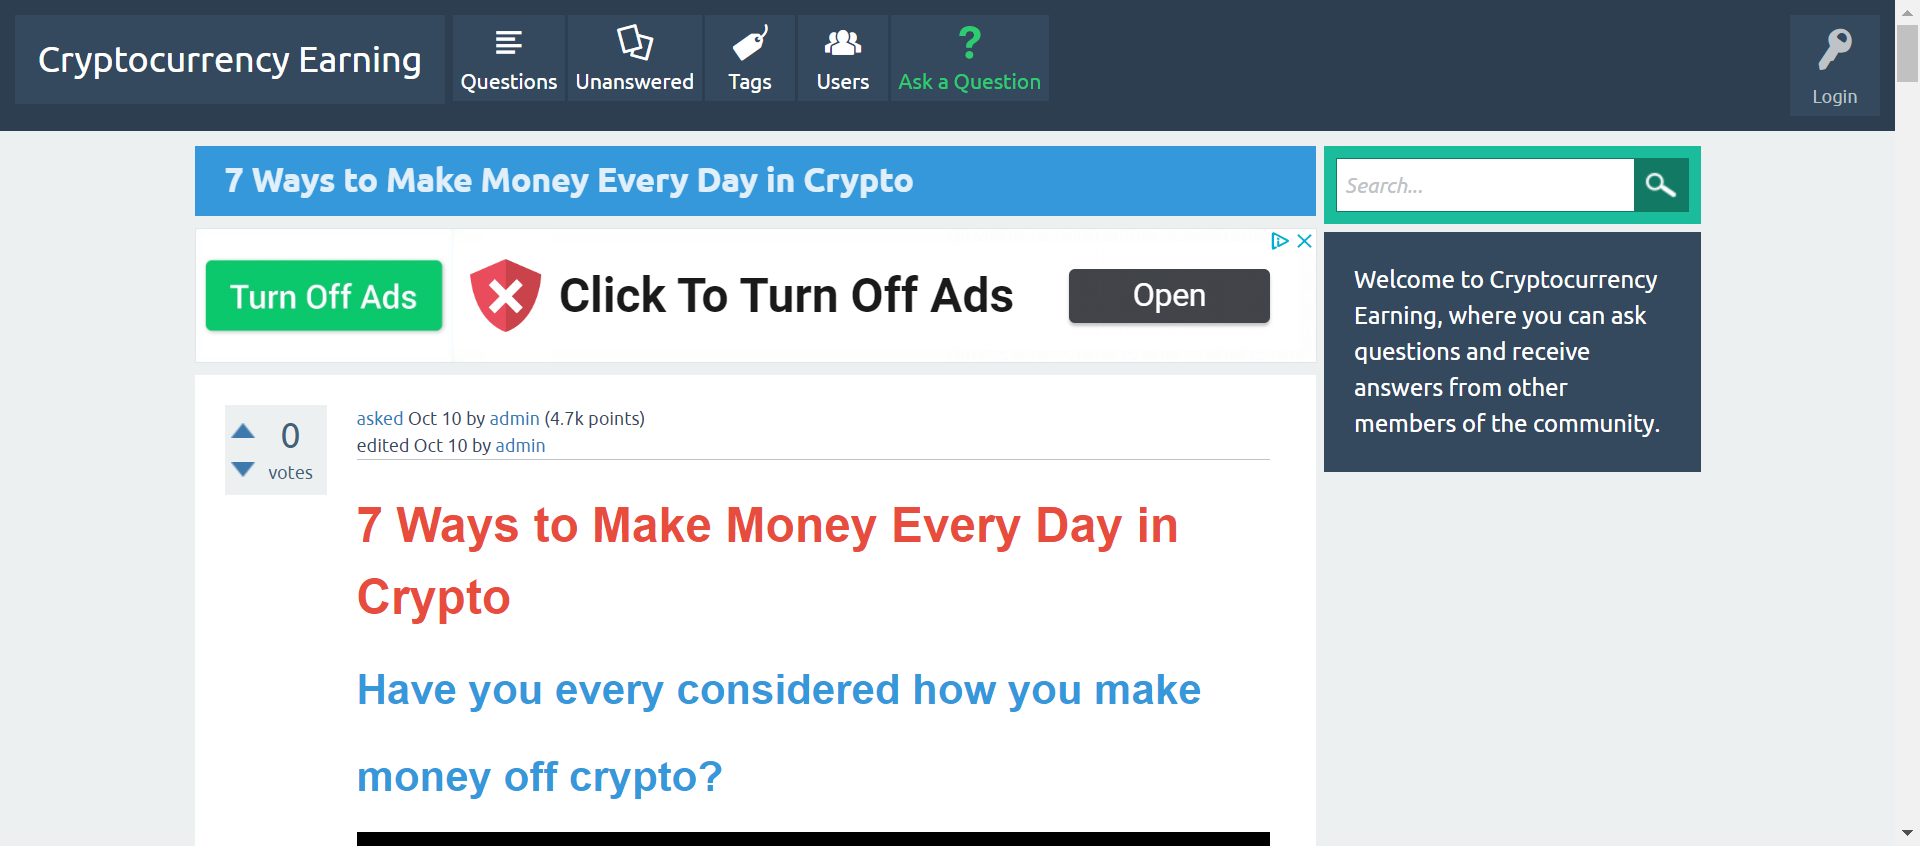 Cryptocurrency Earning
Questions
Unanswered
Tags
Users
?
Ask a Question
Login
7 Ways to Make Money Every Day in Crypto
Search...
Turn Off Ads
Click To Turn Off Ads
Open
Welcome to Cryptocurrency
Earning, where you can ask
questions and receive
answers from other
members of the community.
0
votes
asked Oct 10 by admin (4.7k points)
edited Oct 10 by admin
7 Ways to Make Money Every Day in
Crypto
Have you every considered how you make
money off crypto?